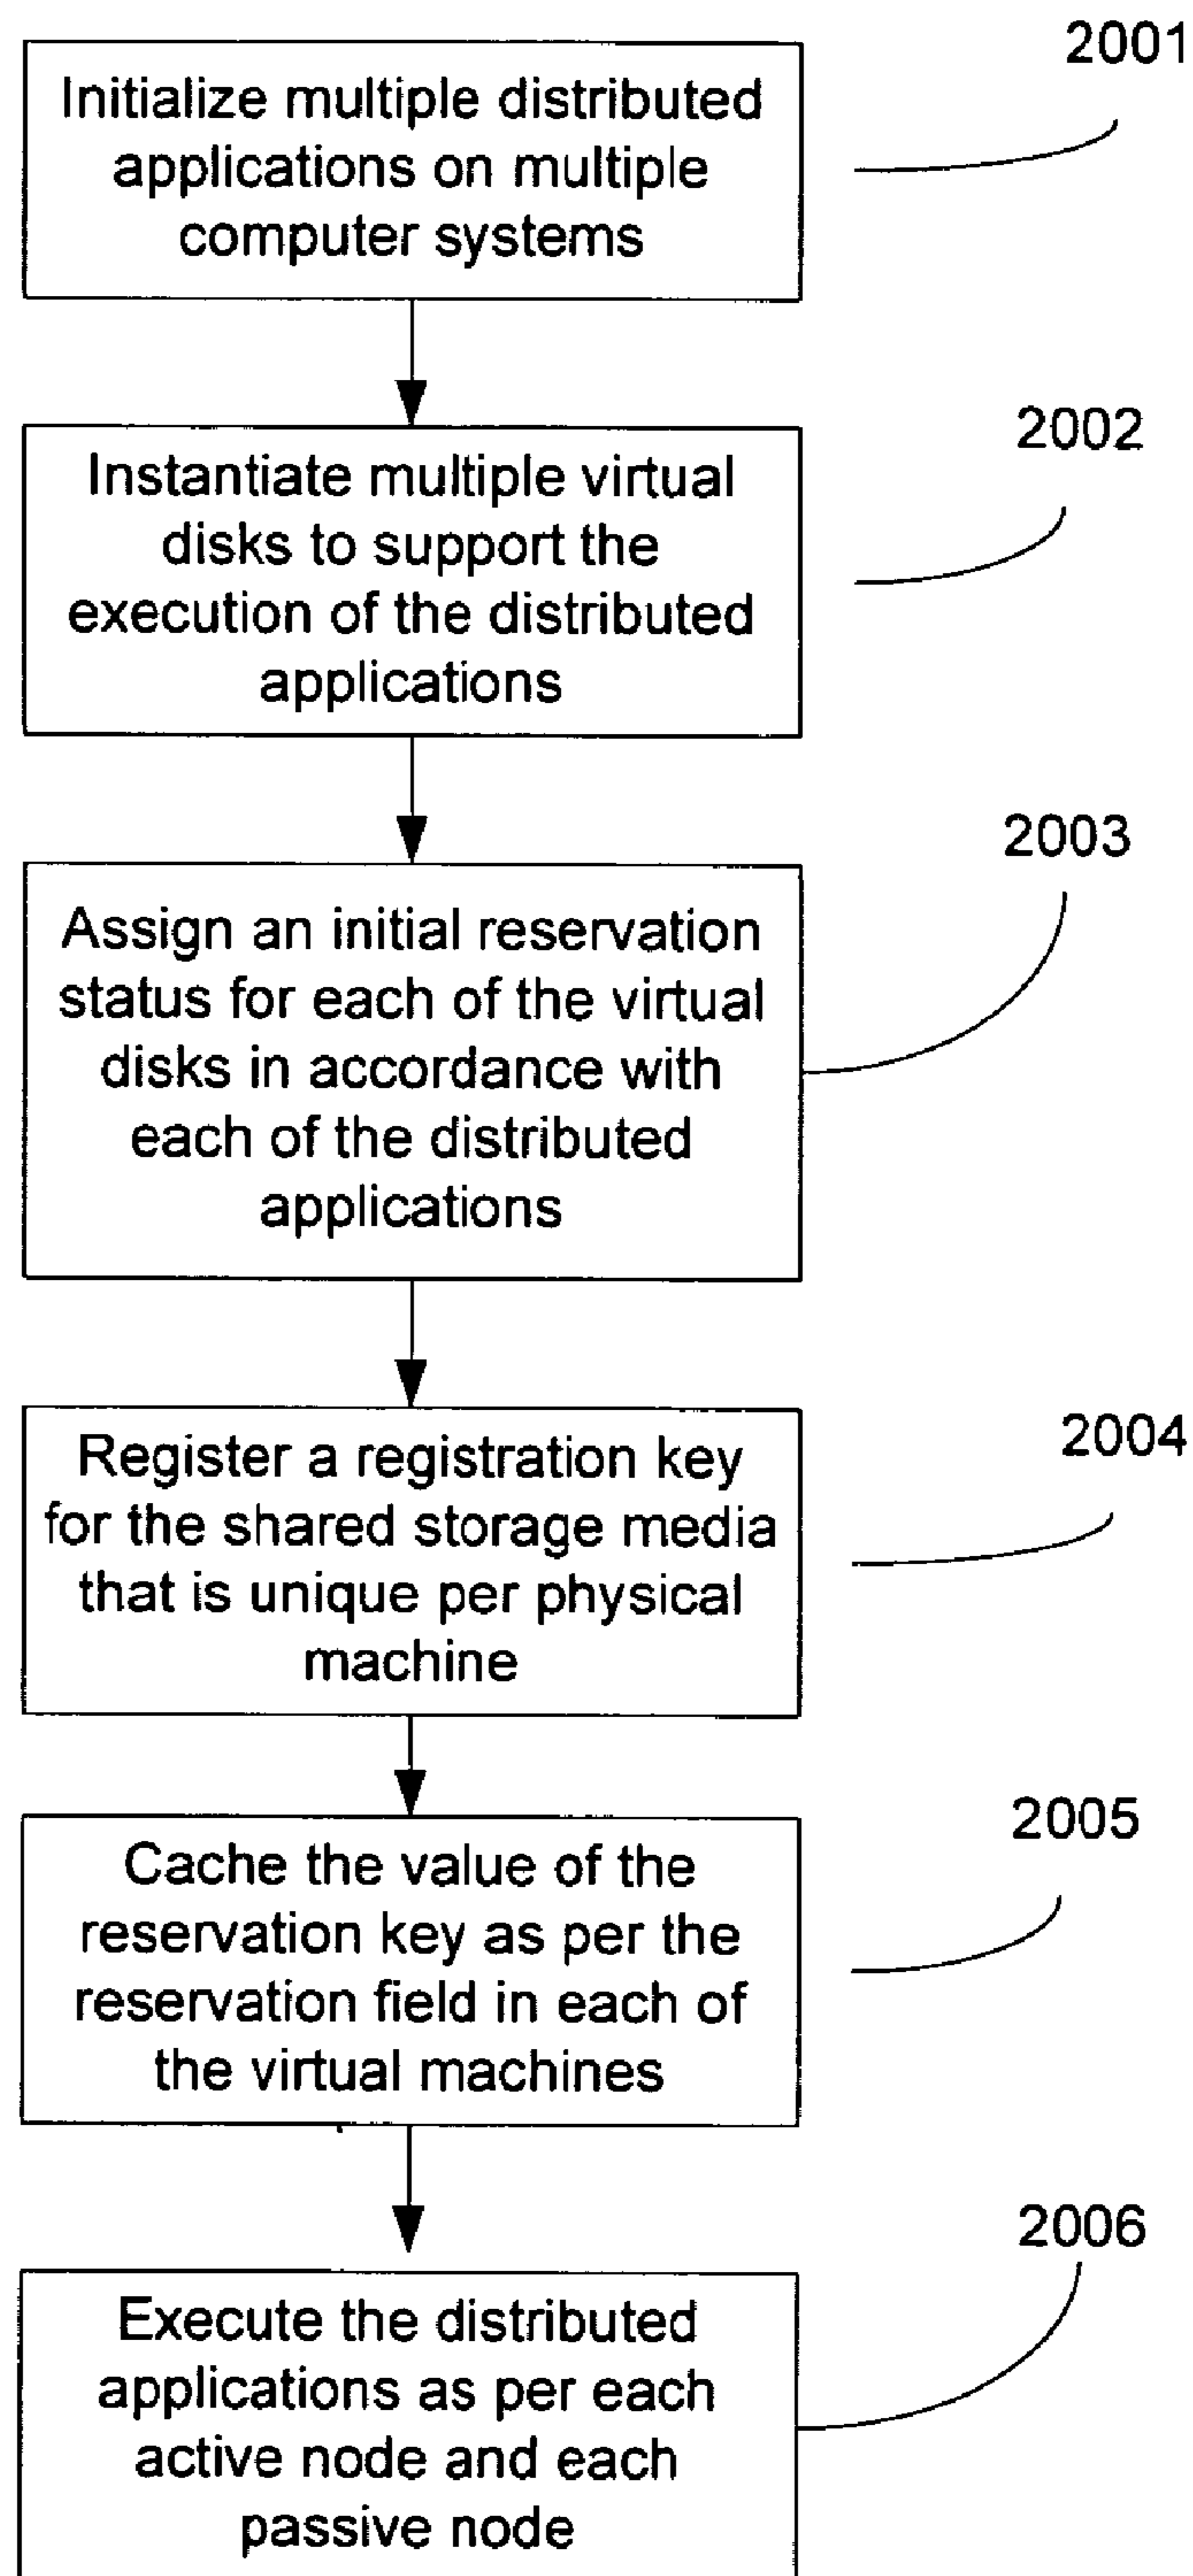 2001
Initialize multiple distributed
applications on multiple
computer systems
2002
Instantiate multiple virtual
disks to support the
execution of the distributed
applications
2003
Assign an initial reservation
status for each of the virtual
disks in accordance with
each of the distributed
applications
2004
Register a registration key
for the shared storage media
that is unique per physical
machine
2005
Cache the value of the
reservation key as per the
reservation field in each of
the virtual machines
2006
Execute the distributed
applications as per each
active node and each
passive node